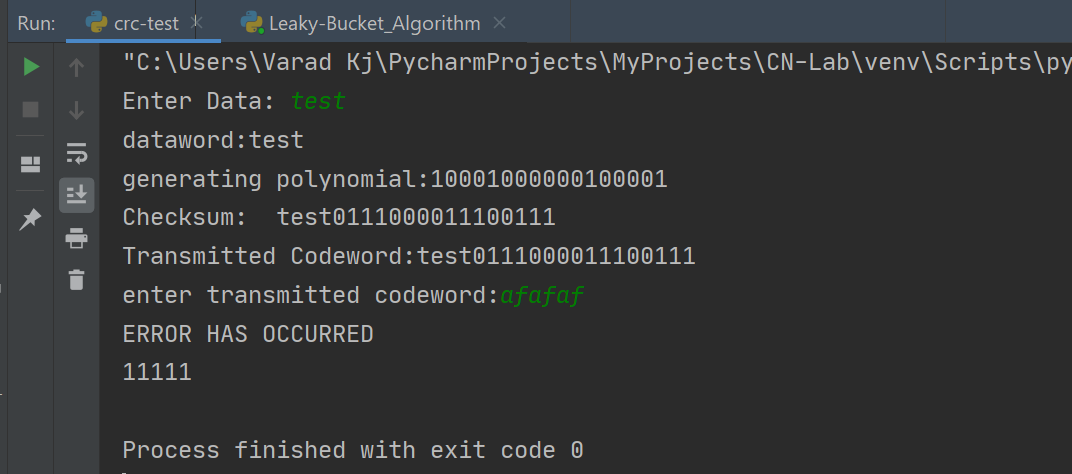 Run: crc-test Leaky-Bucket_Algorithm
"C:\Users\Varad Kj\PycharmProjects\MyProjects\CN-Lab\venv\Scripts\py
Enter Data: test
dataword:test
generating polynomial:10001000000100001
Checksum:  test0111000011100111
Transmitted Codeword:test0111000011100111
enter transmitted codeword:afafaf
ERROR HAS OCCURRED
11111
Process finished with exit code 0